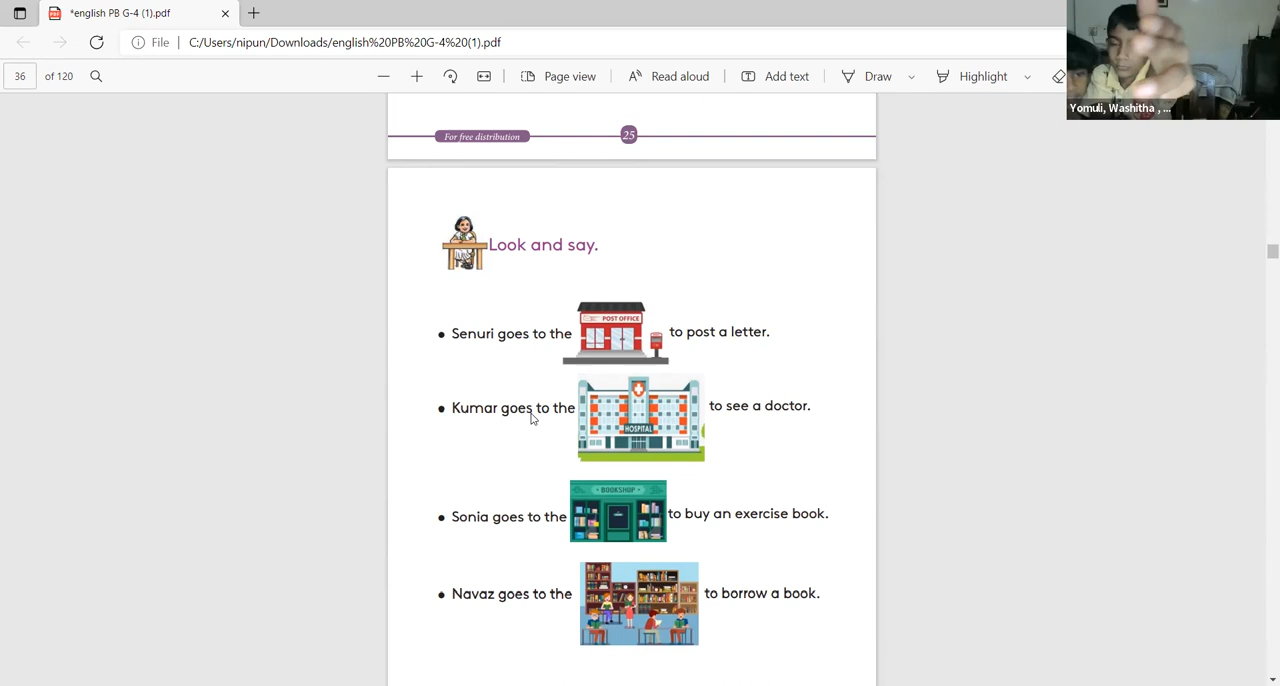 *english PB G-4 (1).pdf
File
C:/Users/nipun/Downloads/english%20PB%20G-4%20(1).pdf
36 of 120
Page view
Read aloud
Add text
Draw
Highlight
Yomuli, Washitha , ...
For free distribution
25
Look and say.
• Senuri goes to the POST OFFICE to post a letter.
• Kumar goes to the HOSPITAL to see a doctor.
• Sonia goes to the BOOKSHOP to buy an exercise book.
• Navaz goes to the to borrow a book.